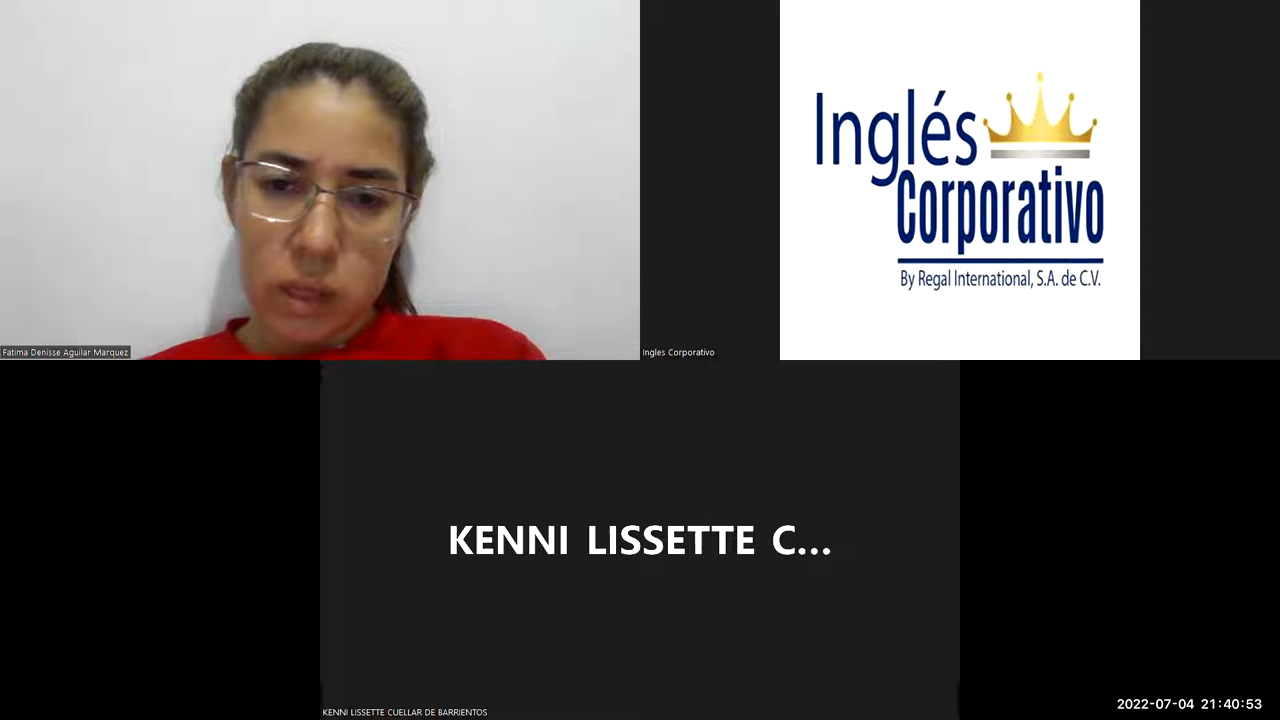 Inglés
Corporativo
By Regal International, S.A. de C.V.
Fatima Denisse Aguilar Marquez
Ingles Corporativo
KENNI LISSETTE C...
KENNI LISSETTE CUELLAR DE BARRIENTOS
2022-07-04 21:40:53